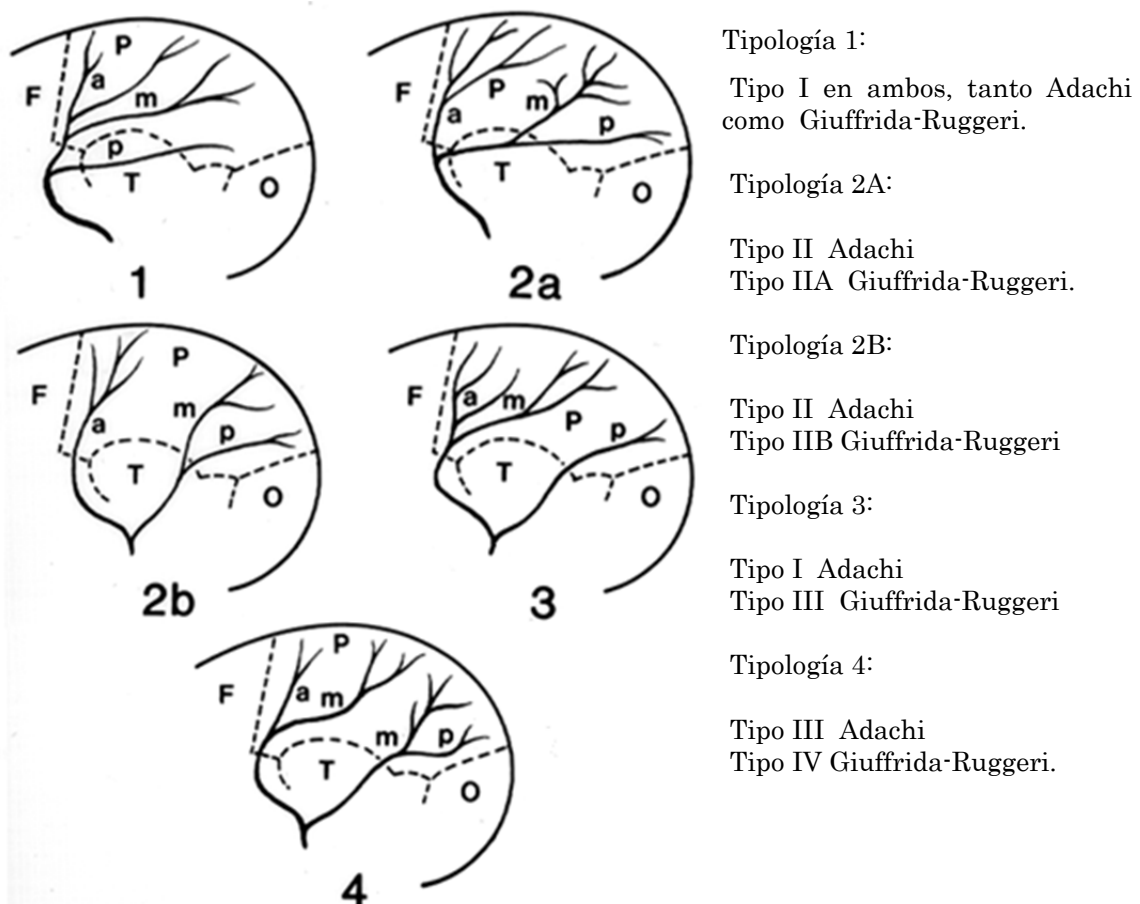 P
F
a
m
p
T
O
1
P
F
a
m
p
T
O
2a
P
F
a
m
p
T
O
2b
F
a
m
P
p
T
O
3
P
F
a
m
m
p
T
O
4
Tipología 1:
Tipo I en ambos, tanto Adachi
como Giuffrida-Ruggeri.
Tipología 2A:
Tipo II Adachi
Tipo IIA Giuffrida-Ruggeri.
Tipología 2B:
Tipo II Adachi
Tipo IIB Giuffrida-Ruggeri
Tipología 3:
Tipo I Adachi
Tipo III Giuffrida-Ruggeri
Tipología 4:
Tipo III Adachi
Tipo IV Giuffrida-Ruggeri.